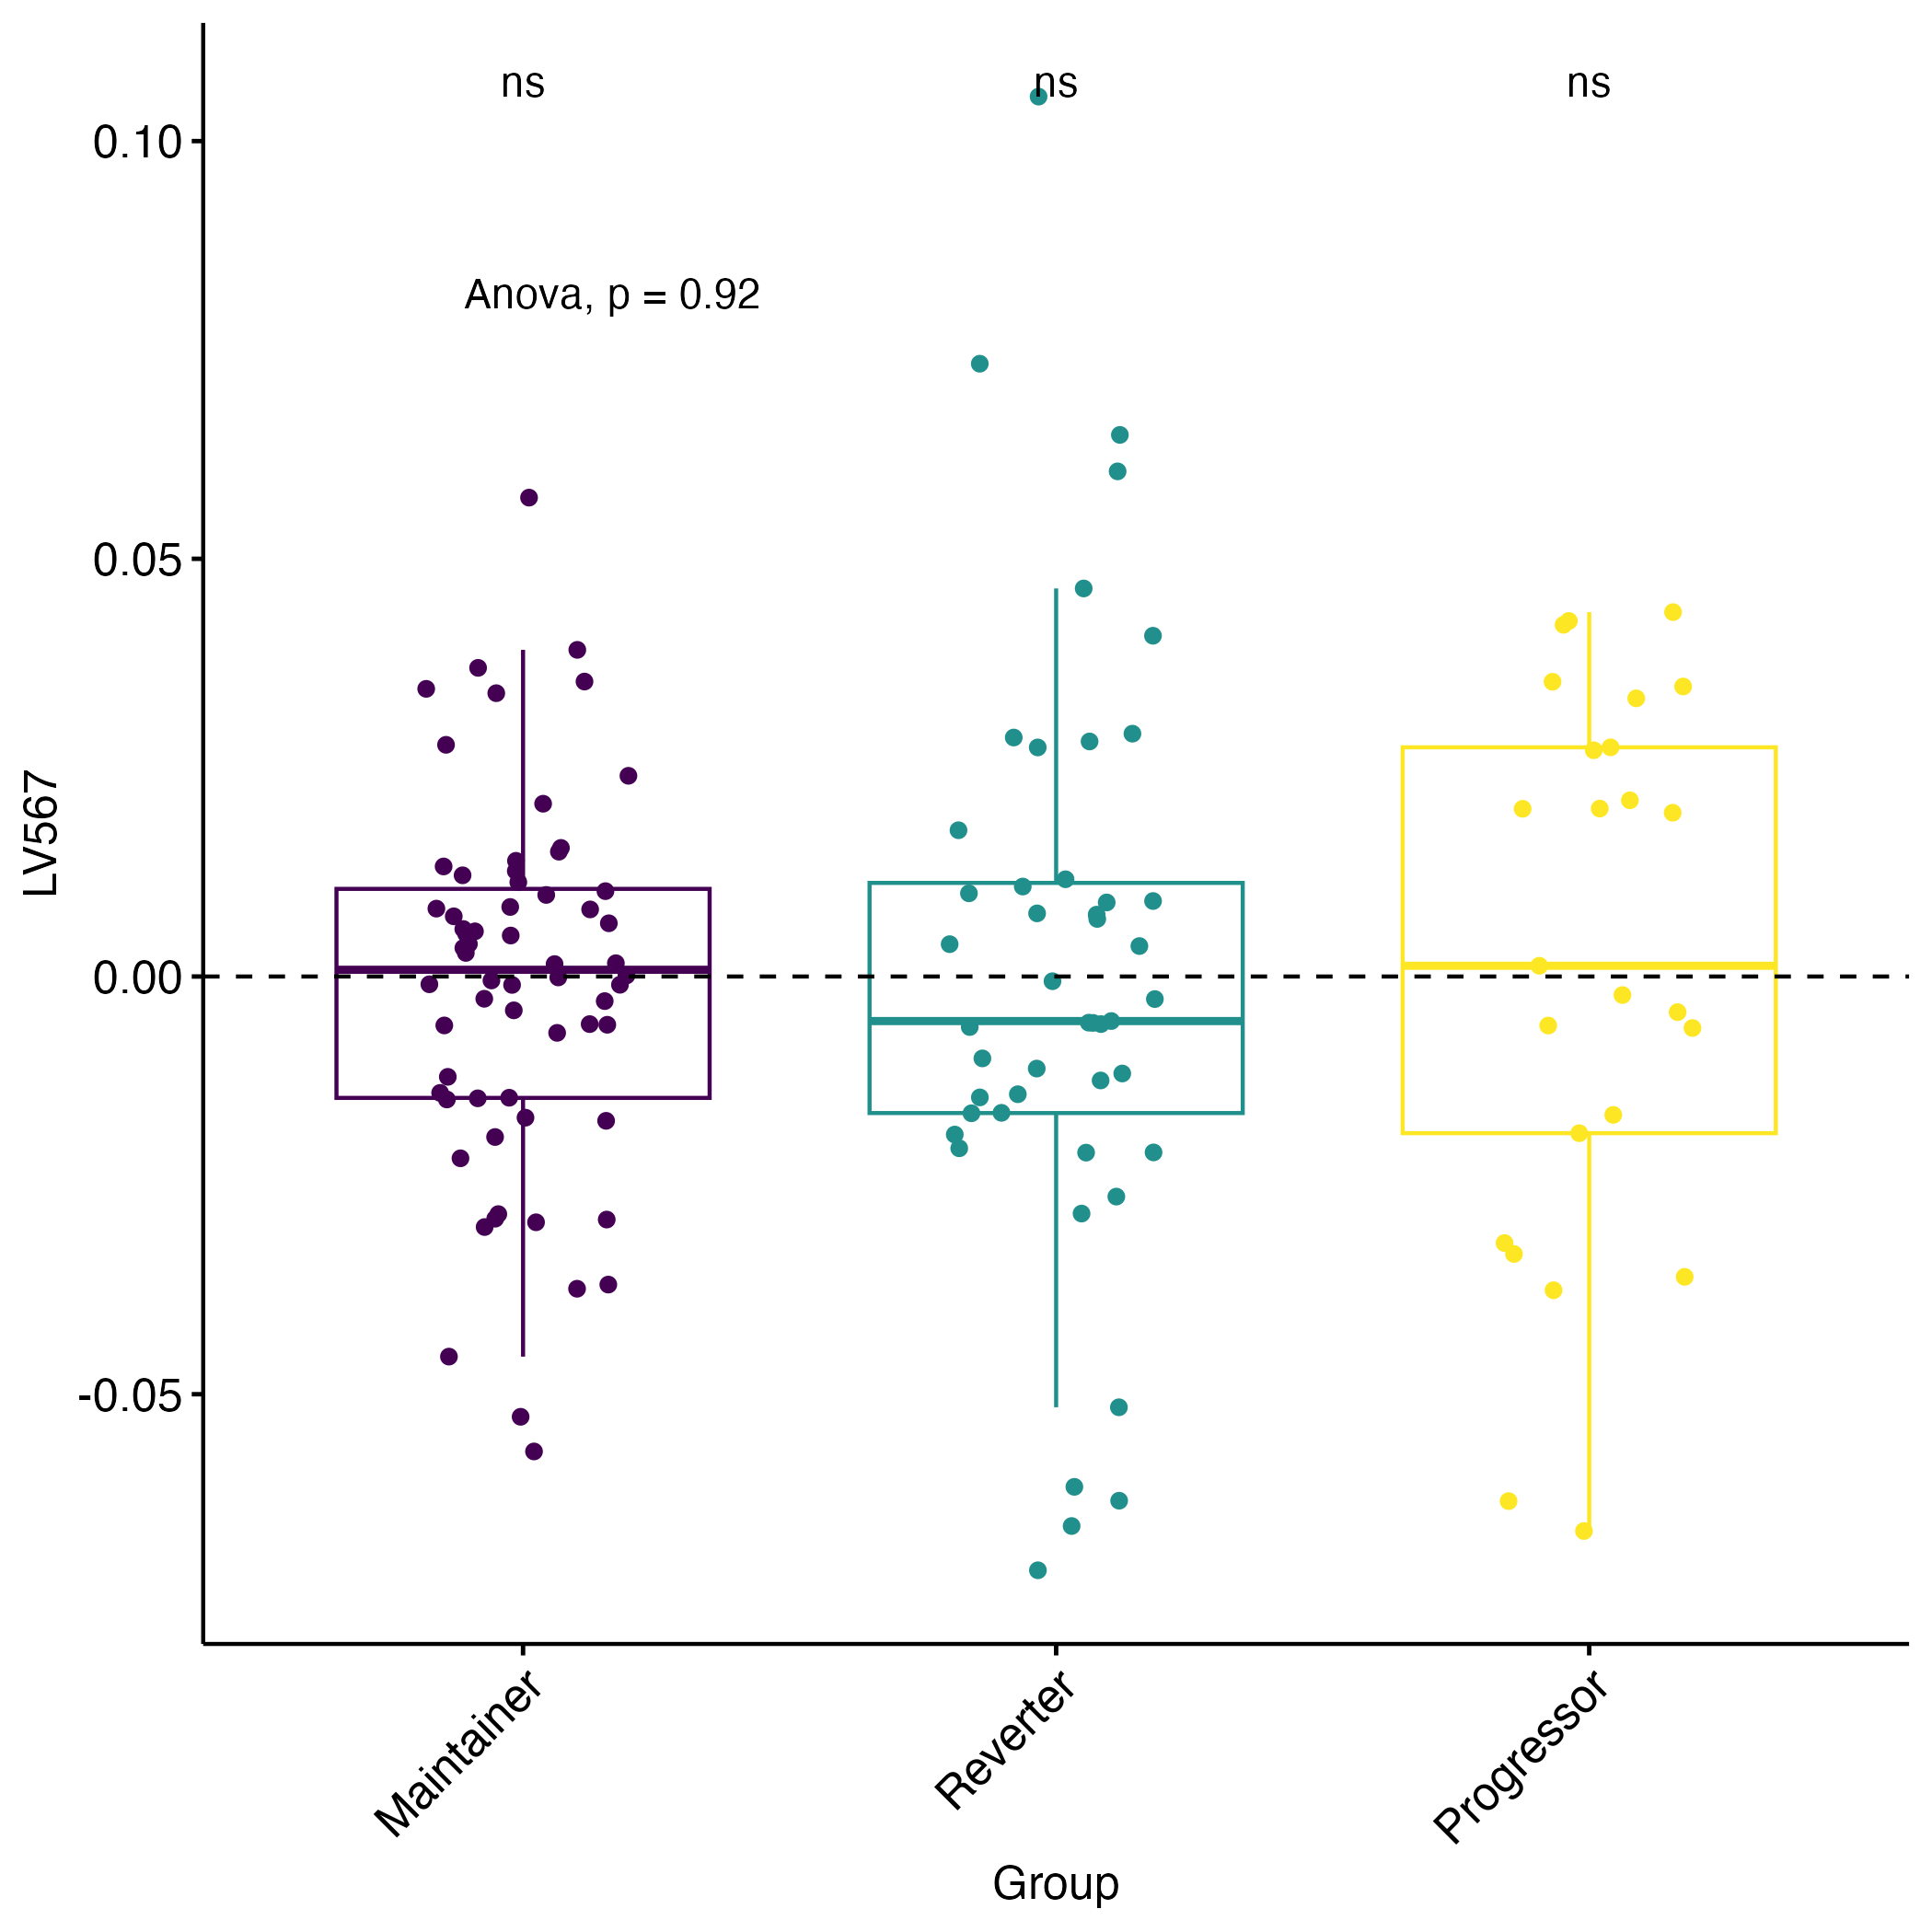 ns ns ns
0.10
Anova, p = 0.92
0.05
LV567
0.00
-0.05
Maintainer Reverter Progressor
Group